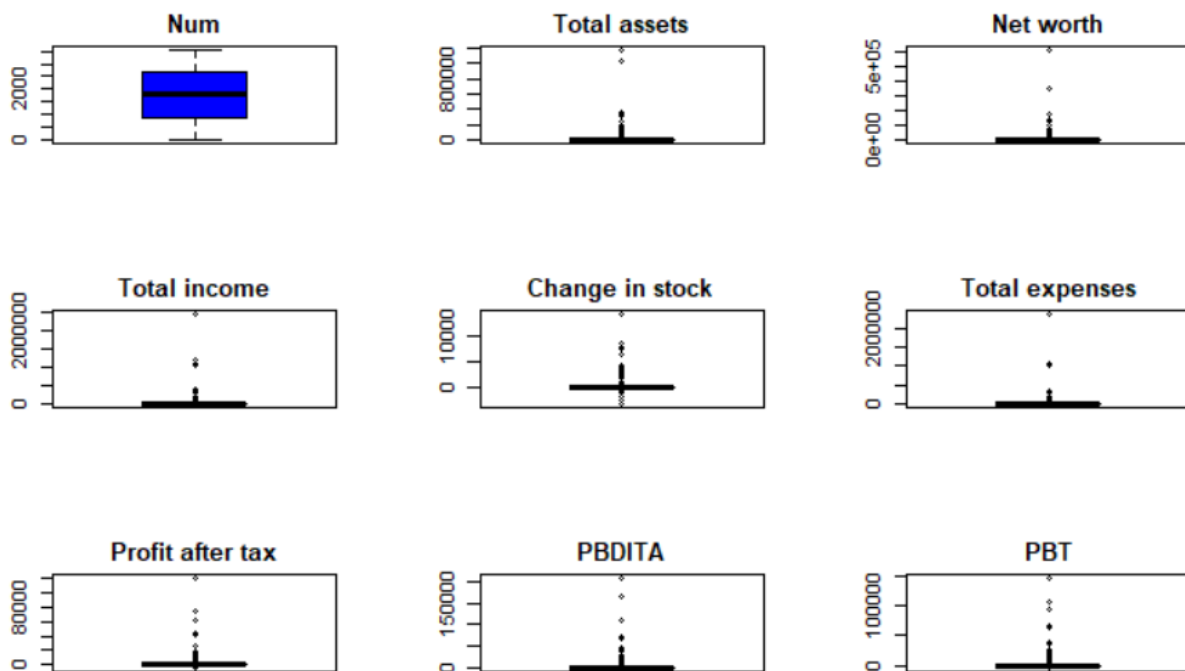 Num
2000
0
Total assets
800000
0
Net worth
5e+05
0e+00
Total income
2000000
0
Change in stock
10000
0
Total expenses
2000000
0
Profit after tax
80000
0
PBDITA
150000
0
PBT
100000
0